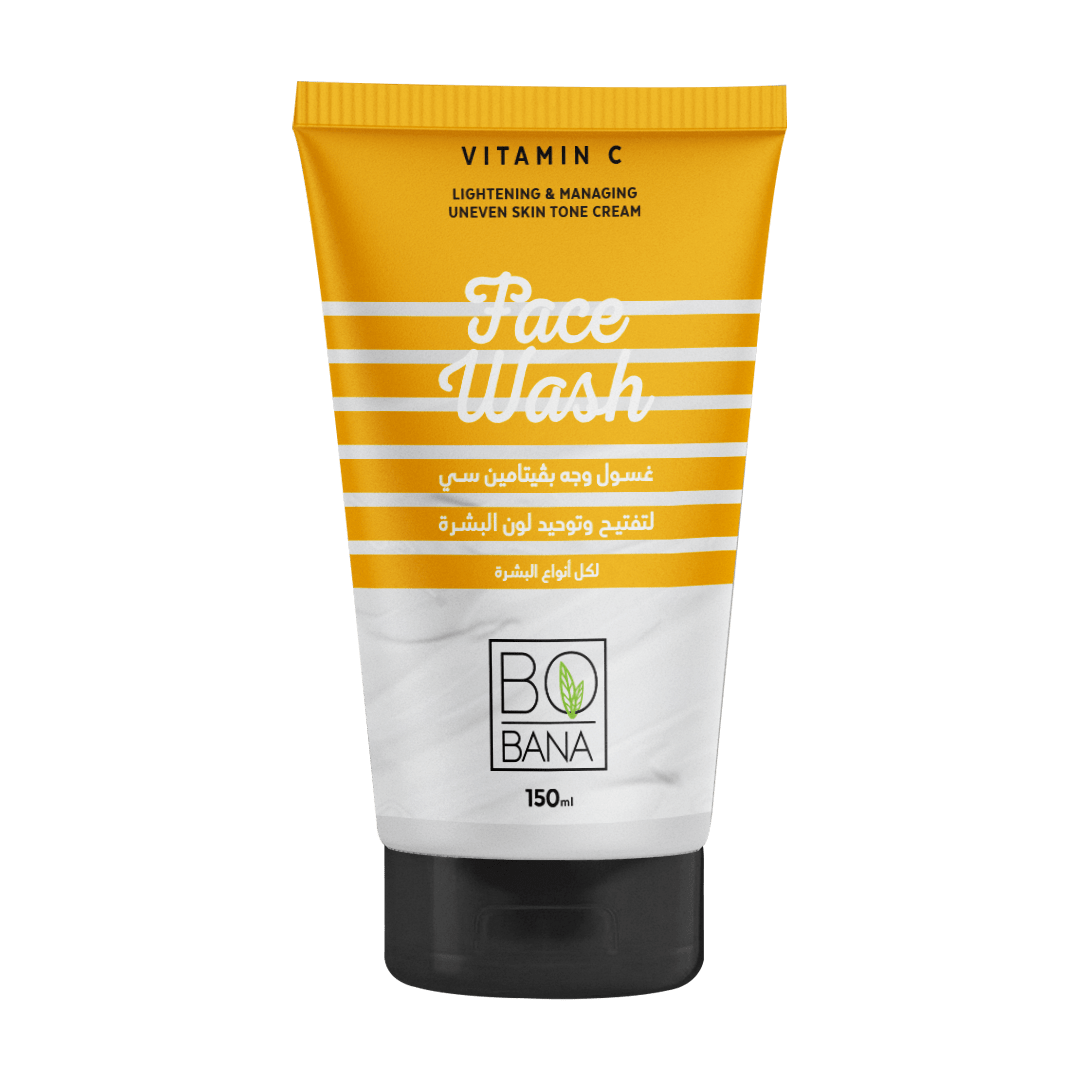 VITAMIN C
LIGHTENING & MANAGING
UNEVEN SKIN TONE CREAM
Face
Wash
غسول وجه بڤيتامين سي
لتفتيح وتوحيد لون البشرة
لكل أنواع البشرة
BO
BANA
150ml